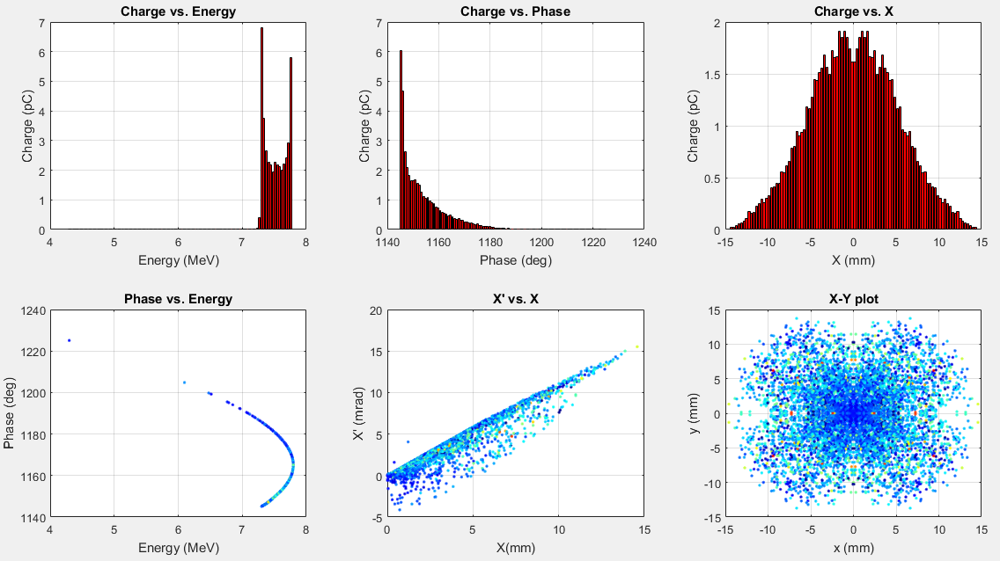 Charge vs. Energy
Charge (pC)
7
6
5
4
3
2
1
0
4 5 6 7 8
Energy (MeV)
Charge vs. Phase
Charge (pC)
7
6
5
4
3
2
1
0
1140 1160 1180 1200 1220 1240
Phase (deg)
Charge vs. X
Charge (pC)
2
1.5
1
0.5
0
-15 -10 -5 0 5 10 15
X (mm)
Phase vs. Energy
Phase (deg)
1240
1220
1200
1180
1160
1140
4 5 6 7 8
Energy (MeV)
X' vs. X
X' (mrad)
20
15
10
5
0
-5
0 5 10 15
X(mm)
X-Y plot
y (mm)
15
10
5
0
-5
-10
-15
-15 -10 -5 0 5 10 15
x (mm)